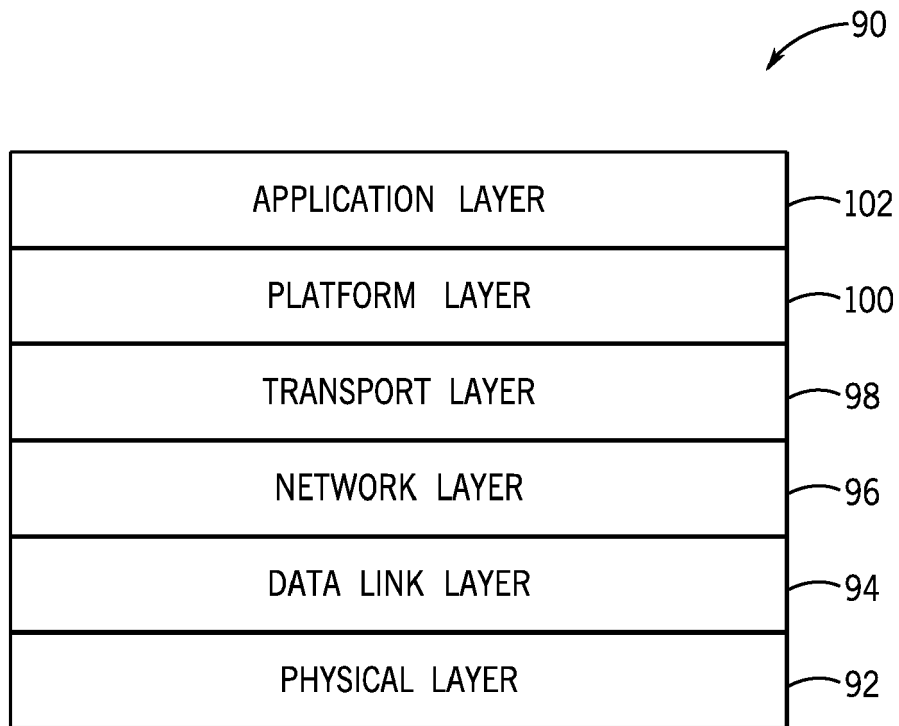 90
APPLICATION LAYER 102
PLATFORM LAYER 100
TRANSPORT LAYER 98
NETWORK LAYER 96
DATA LINK LAYER 94
PHYSICAL LAYER 92